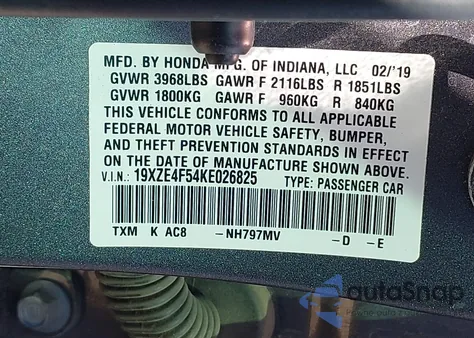 MFD. BY HONDA MFG. OF INDIANA, LLC 02/'19
GVWR 3968LBS GAWR F 2116LBS R 1851LBS
GVWR 1800KG GAWR F 960KG R 840KG
THIS VEHICLE CONFORMS TO ALL APPLICABLE
FEDERAL MOTOR VEHICLE SAFETY, BUMPER,
AND THEFT PREVENTION STANDARDS IN EFFECT
ON THE DATE OF MANUFACTURE SHOWN ABOVE.
V.I.N.: 19XZE4F54KE026825 TYPE: PASSENGER CAR
TXM K AC8 -NH797MV -D -E
autoSnap